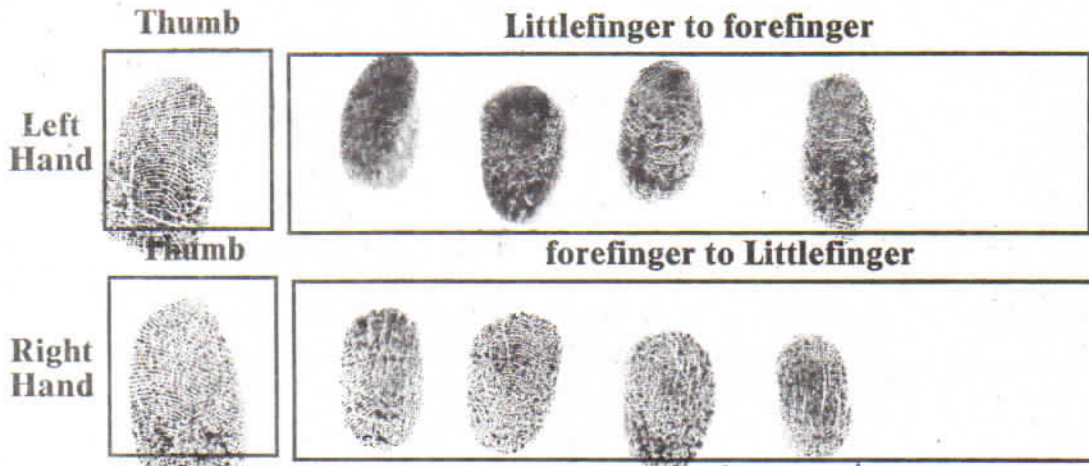 Thumb
Littlefinger to forefinger
Left
Hand
Thumb
forefinger to Littlefinger
Right
Hand